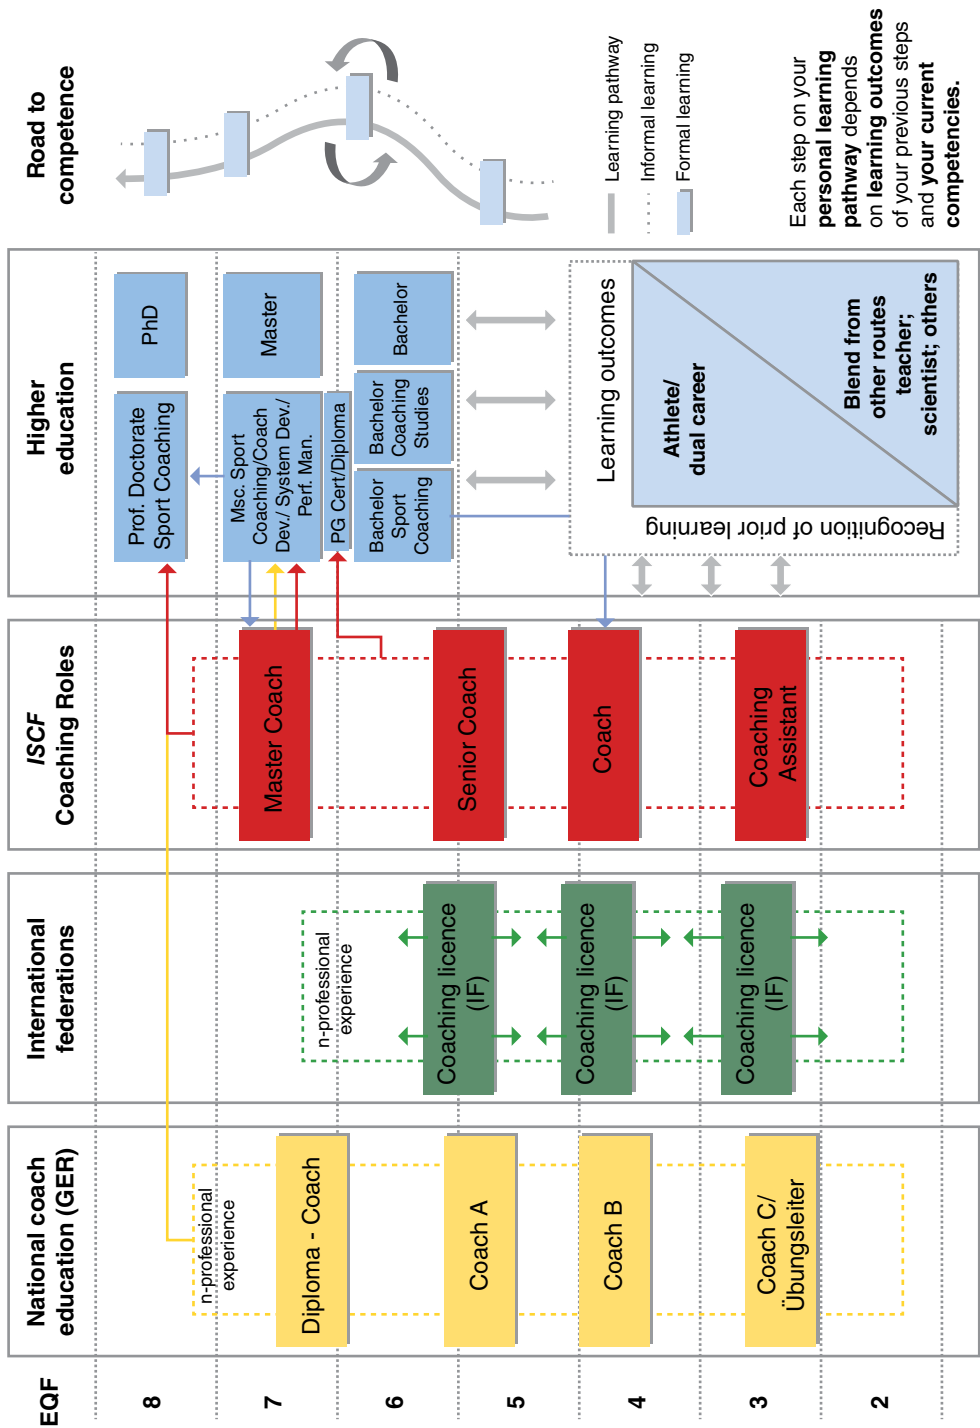 EQF
8
7
6
5
4
3
2
National coach
education (GER)
n-professional
experience
Diploma - Coach
Coach A
Coach B
Coach C/
Übungsleiter
International
federations
n-professional
experience
Coaching licence
(IF)
Coaching licence
(IF)
Coaching licence
(IF)
ISCF
Coaching Roles
Master Coach
Senior Coach
Coach
Coaching
Assistant
Higher
education
Prof. Doctorate
Sport Coaching
PhD
Msc. Sport
Coaching/Coach
Dev./ System Dev./
Perf. Man.
Master
PG Cert/Diploma
Bachelor
Sport
Coaching
Bachelor
Coaching
Studies
Bachelor
Learning outcomes
Recognition of prior learning
Athlete/
dual career
Blend from
other routes
teacher;
scientist; others
Road to
competence
Learning pathway
Informal learning
Formal learning
Each step on your
personal learning
pathway depends
on learning outcomes
of your previous steps
and your current
competencies.